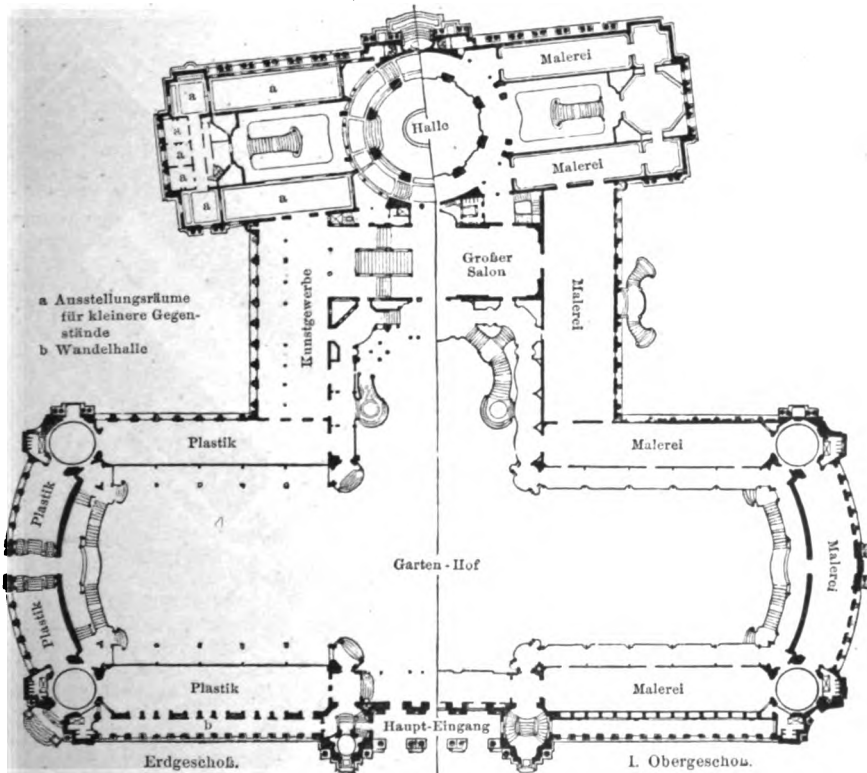 Malerei
a
a
Halle
a
a
a
Malerei
a
a
Großer
Salon
Kunstgewerbe
Malerei
a Ausstellungsräume
für kleinere Gegen-
stände
b Wandelhalle
Plastik
Malerei
Plastik
Garten-Hof
Malerei
Plastik
Plastik
Malerei
b
Haupt-Eingang
Erdgeschoß.
I. Obergeschoß.